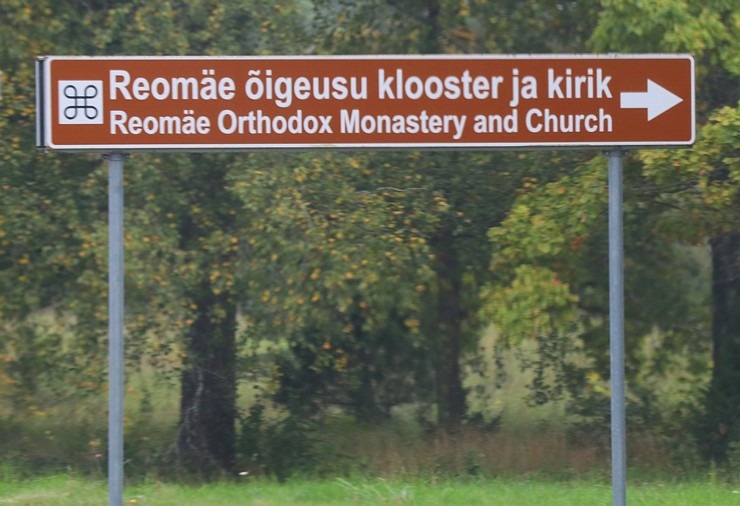 Reomäe õigeusu klooster ja kirik
Reomäe Orthodox Monastery and Church